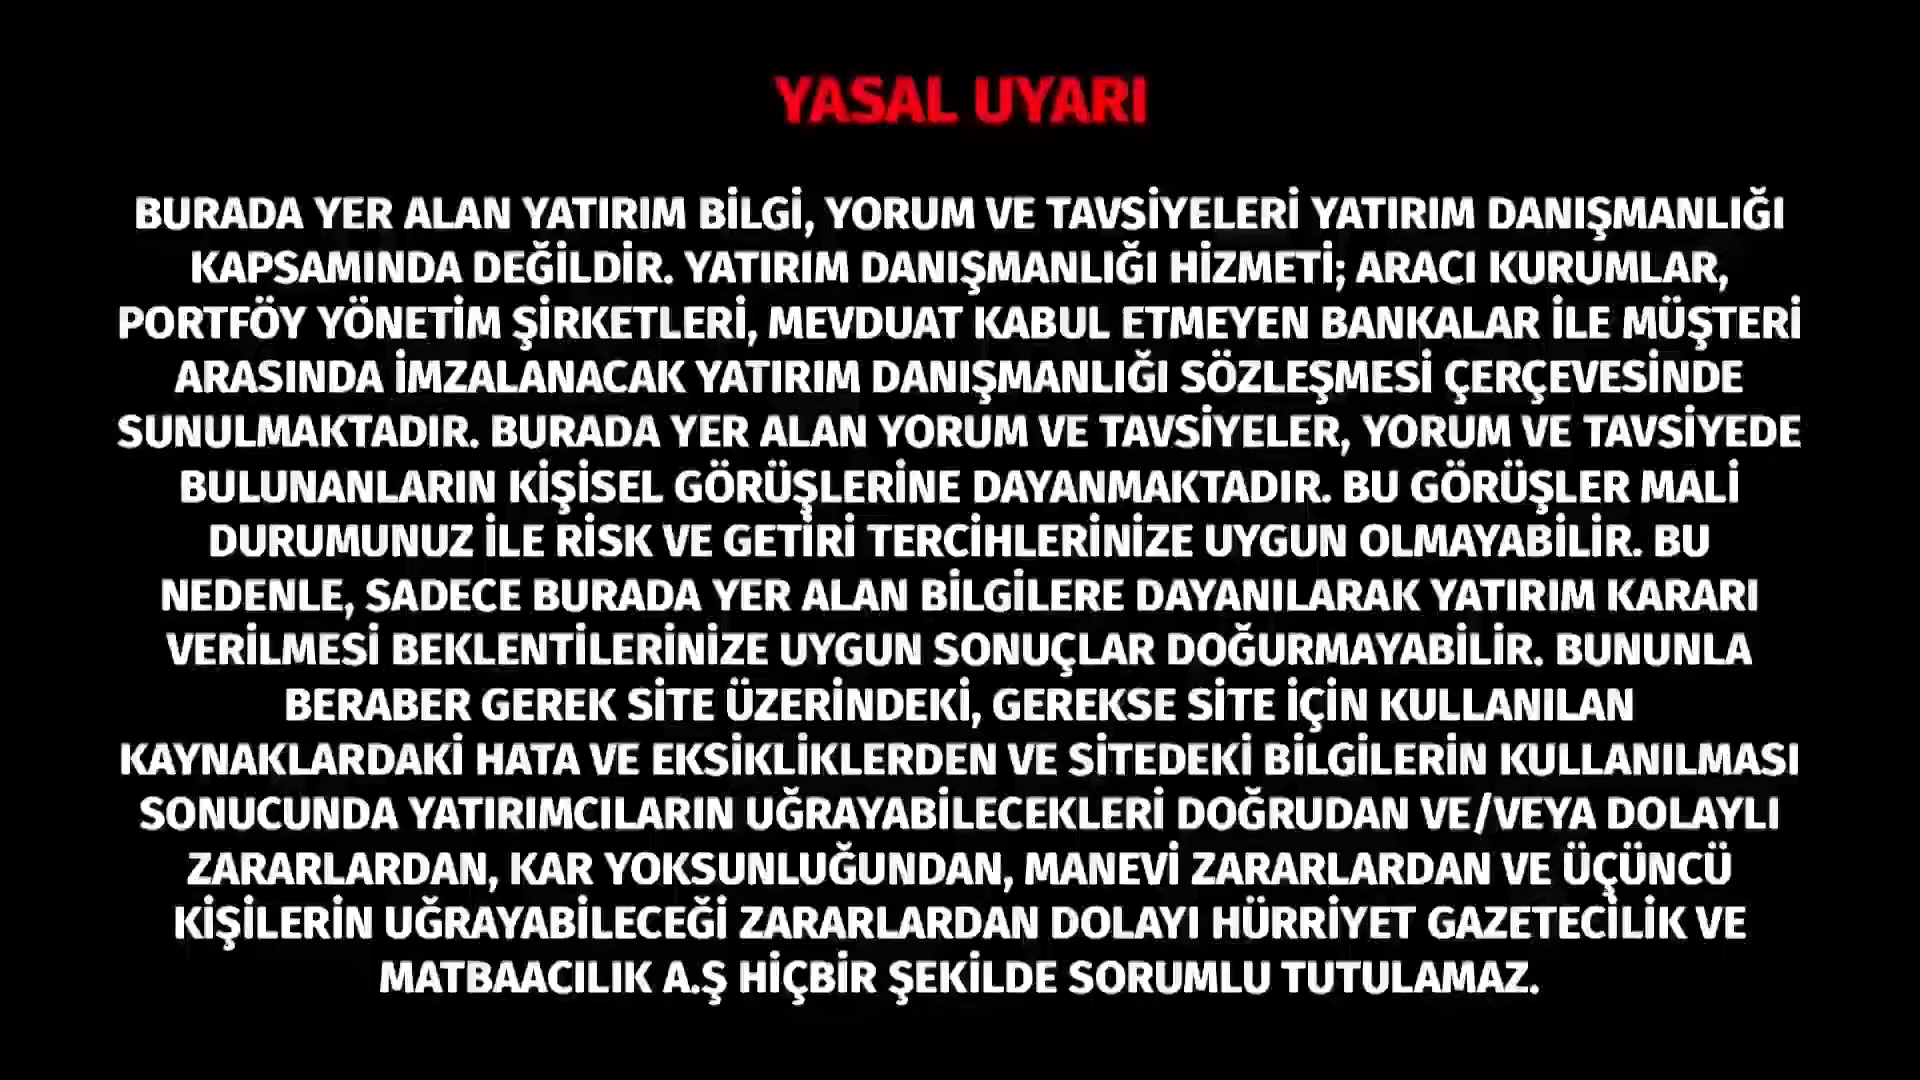 YASAL UYARI
BURADA YER ALAN YATIRIM BİLGİ, YORUM VE TAVSİYELERİ YATIRIM DANIŞMANLIĞI
KAPSAMINDA DEĞİLDİR. YATIRIM DANIŞMANLIĞI HİZMETİ; ARACI KURUMLAR,
PORTFÖY YÖNETİM ŞİRKETLERİ, MEVDUAT KABUL ETMEYEN BANKALAR İLE MÜŞTERİ
ARASINDA İMZALANACAK YATIRIM DANIŞMANLIĞI SÖZLEŞMESİ ÇERÇEVESİNDE
SUNULMAKTADIR. BURADA YER ALAN YORUM VE TAVSİYELER, YORUM VE TAVSİYEDE
BULUNANLARIN KİŞİSEL GÖRÜŞLERİNE DAYANMAKTADIR. BU GÖRÜŞLER MALİ
DURUMUNUZ İLE RİSK VE GETİRİ TERCİHLERİNİZE UYGUN OLMAYABİLİR. BU
NEDENLE, SADECE BURADA YER ALAN BİLGİLERE DAYANILARAK YATIRIM KARARI
VERİLMESİ BEKLENTİLERİNİZE UYGUN SONUÇLAR DOĞURMAYABİLİR. BUNUNLA
BERABER GEREK SİTE ÜZERİNDEKİ, GEREKSE SİTE İÇİN KULLANILAN
KAYNAKLARDAKİ HATA VE EKSİKLİKLERDEN VE SİTEDEKİ BİLGİLERİN KULLANILMASI
SONUCUNDA YATIRIMCILARIN UĞRAYABİLECEKLERİ DOĞRUDAN VE/VEYA DOLAYLI
ZARARLARDAN, KAR YOKSUNLUĞUNDAN, MANEVİ ZARARLARDAN VE ÜÇÜNCÜ
KİŞİLERİN UĞRAYABİLECEĞİ ZARARLARDAN DOLAYI HÜRRİYET GAZETECİLİK VE
MATBAACILIK A.Ş HİÇBİR ŞEKİLDE SORUMLU TUTULAMAZ.